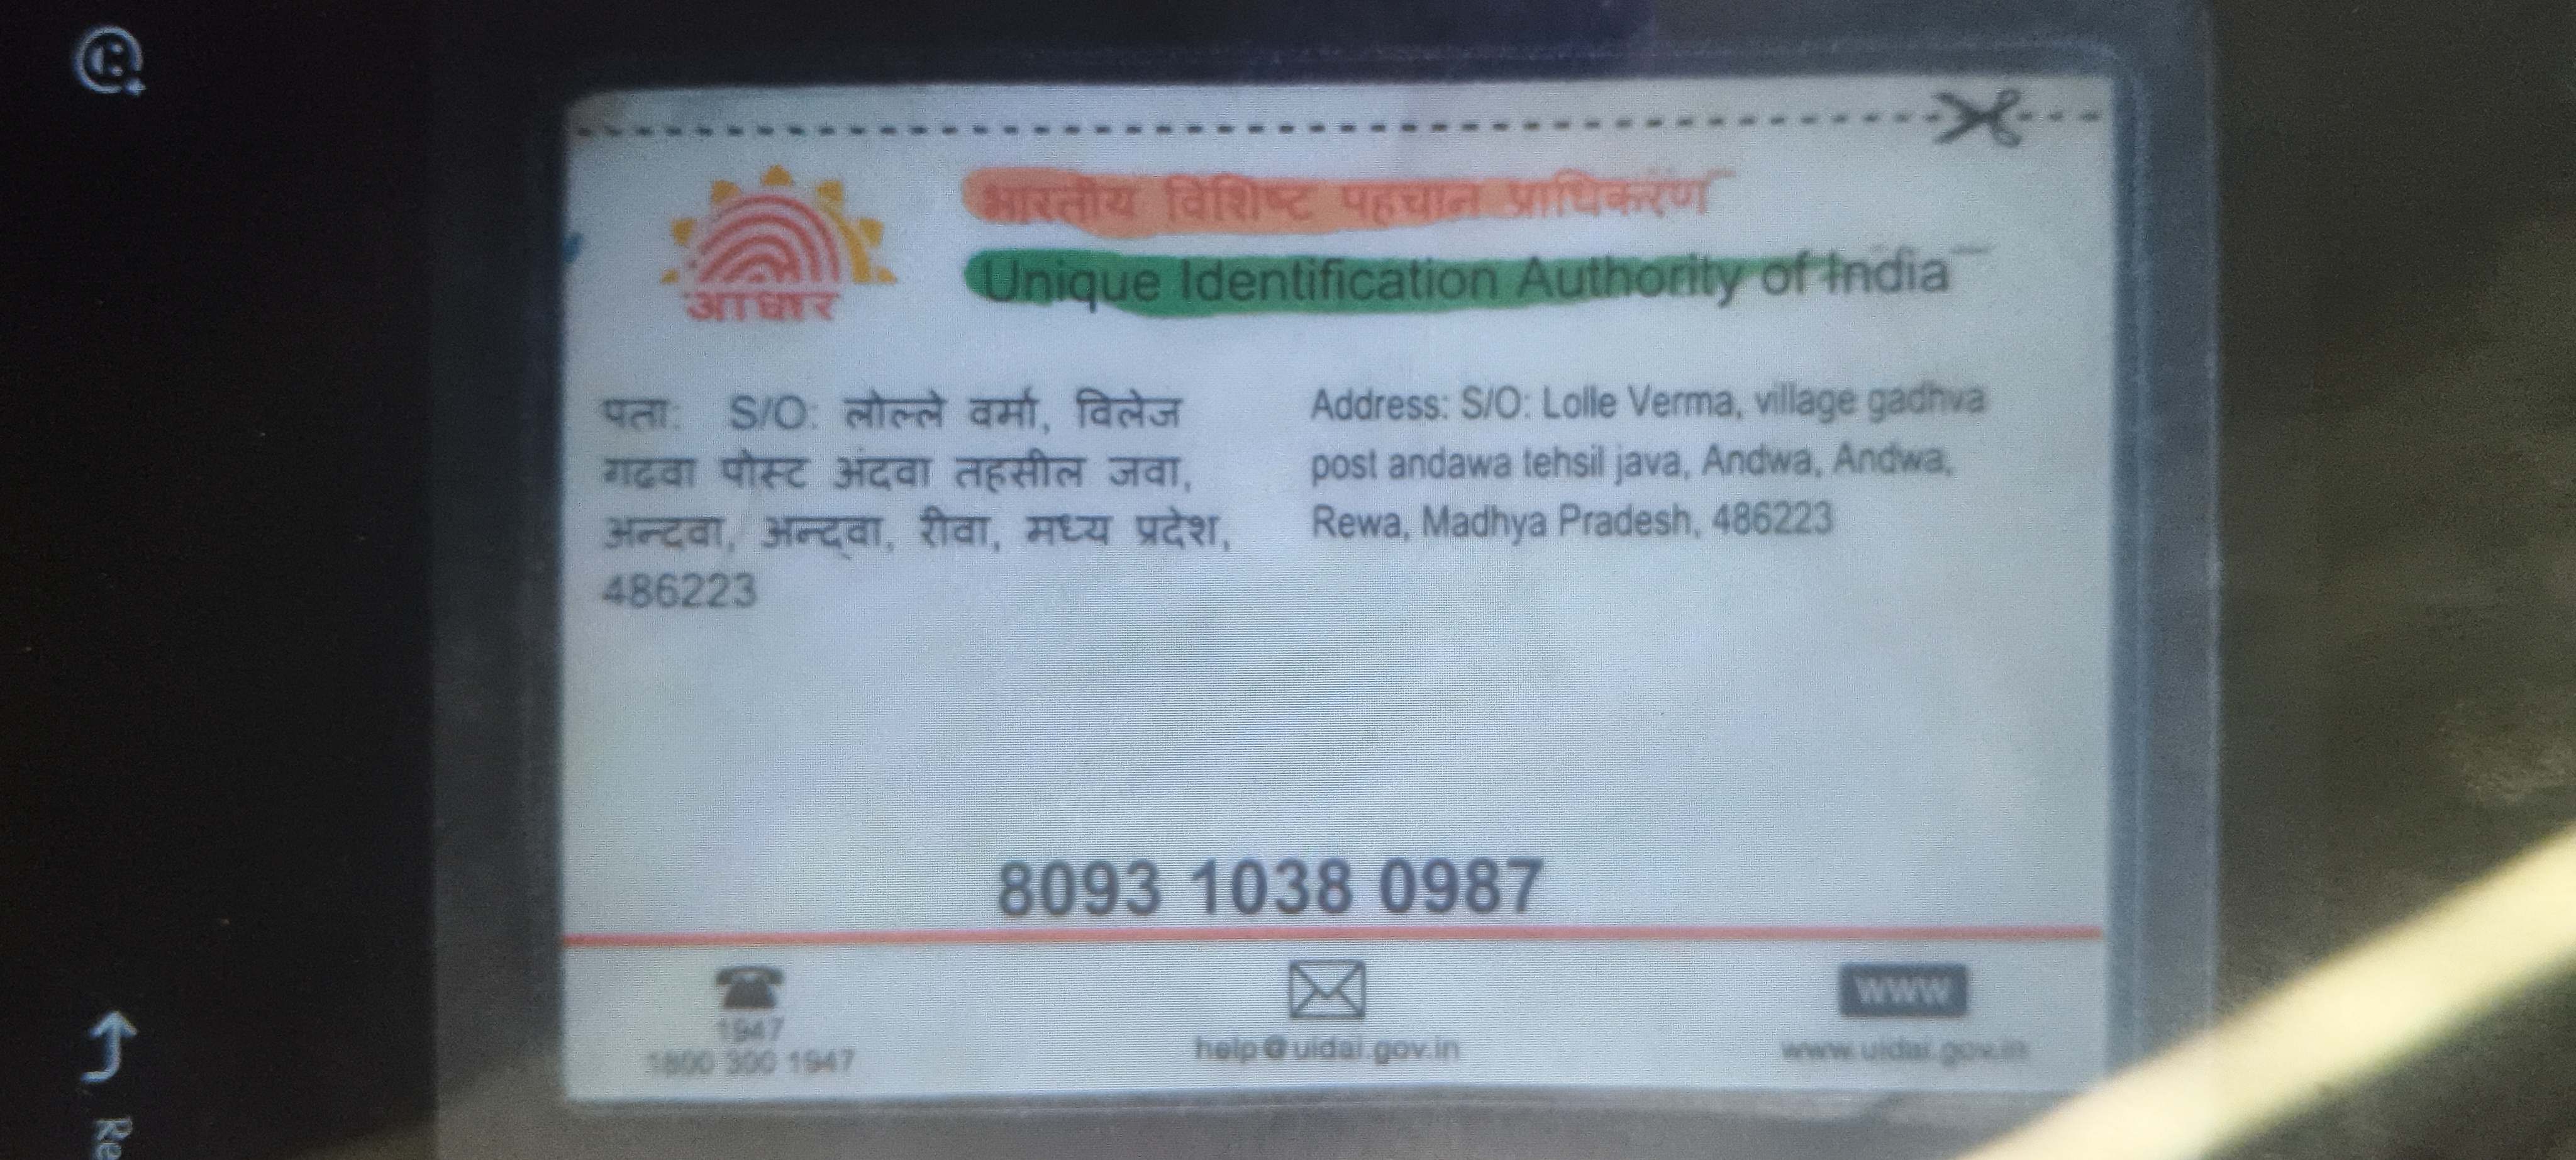 भारतीय विशिष्ट पहचान प्राधिकरण
Unique Identification Authority of India
आधार
पता: S/O: लोल्ले वर्मा, विलेज
गढवा पोस्ट अंदवा तहसील जवा,
अन्दवा, अन्द्वा, रीवा, मध्य प्रदेश,
486223
Address: S/O: Lolle Verma, village gadhva
post andawa tehsil java, Andwa, Andwa,
Rewa, Madhya Pradesh, 486223
8093 1038 0987
1947
1800 300 1947
help@uidai.gov.in
WWW
www.uidai.gov.in